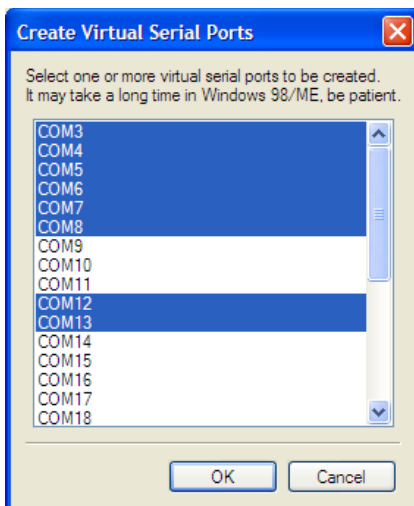 Create Virtual Serial Ports
Select one or more virtual serial ports to be created.
It may take a long time in Windows 98/ME, be patient.
COM3
COM4
COM5
COM6
COM7
COM8
COM9
COM10
COM11
COM12
COM13
COM14
COM15
COM16
COM17
COM18
OK Cancel